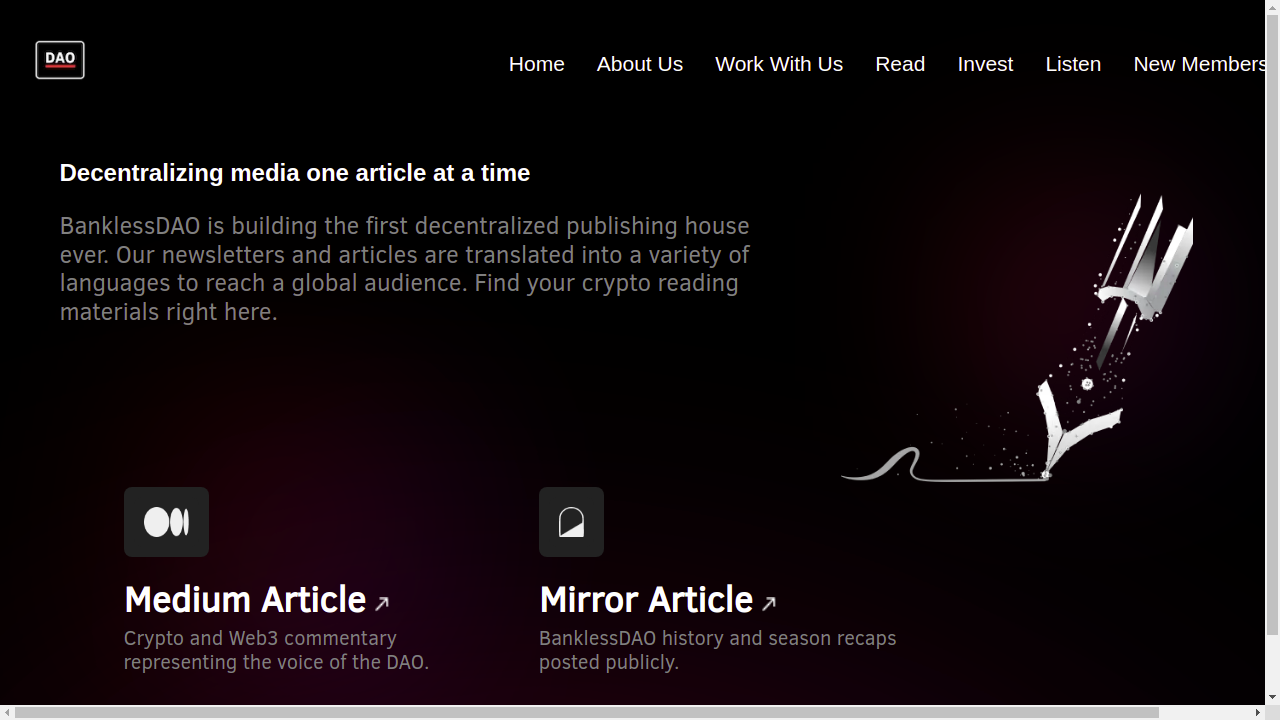 DAO
Home About Us Work With Us Read Invest Listen New Members
Decentralizing media one article at a time
BanklessDAO is building the first decentralized publishing house
ever. Our newsletters and articles are translated into a variety of
languages to reach a global audience. Find your crypto reading
materials right here.
Medium Article
Crypto and Web3 commentary
representing the voice of the DAO.
Mirror Article
BanklessDAO history and season recaps
posted publicly.